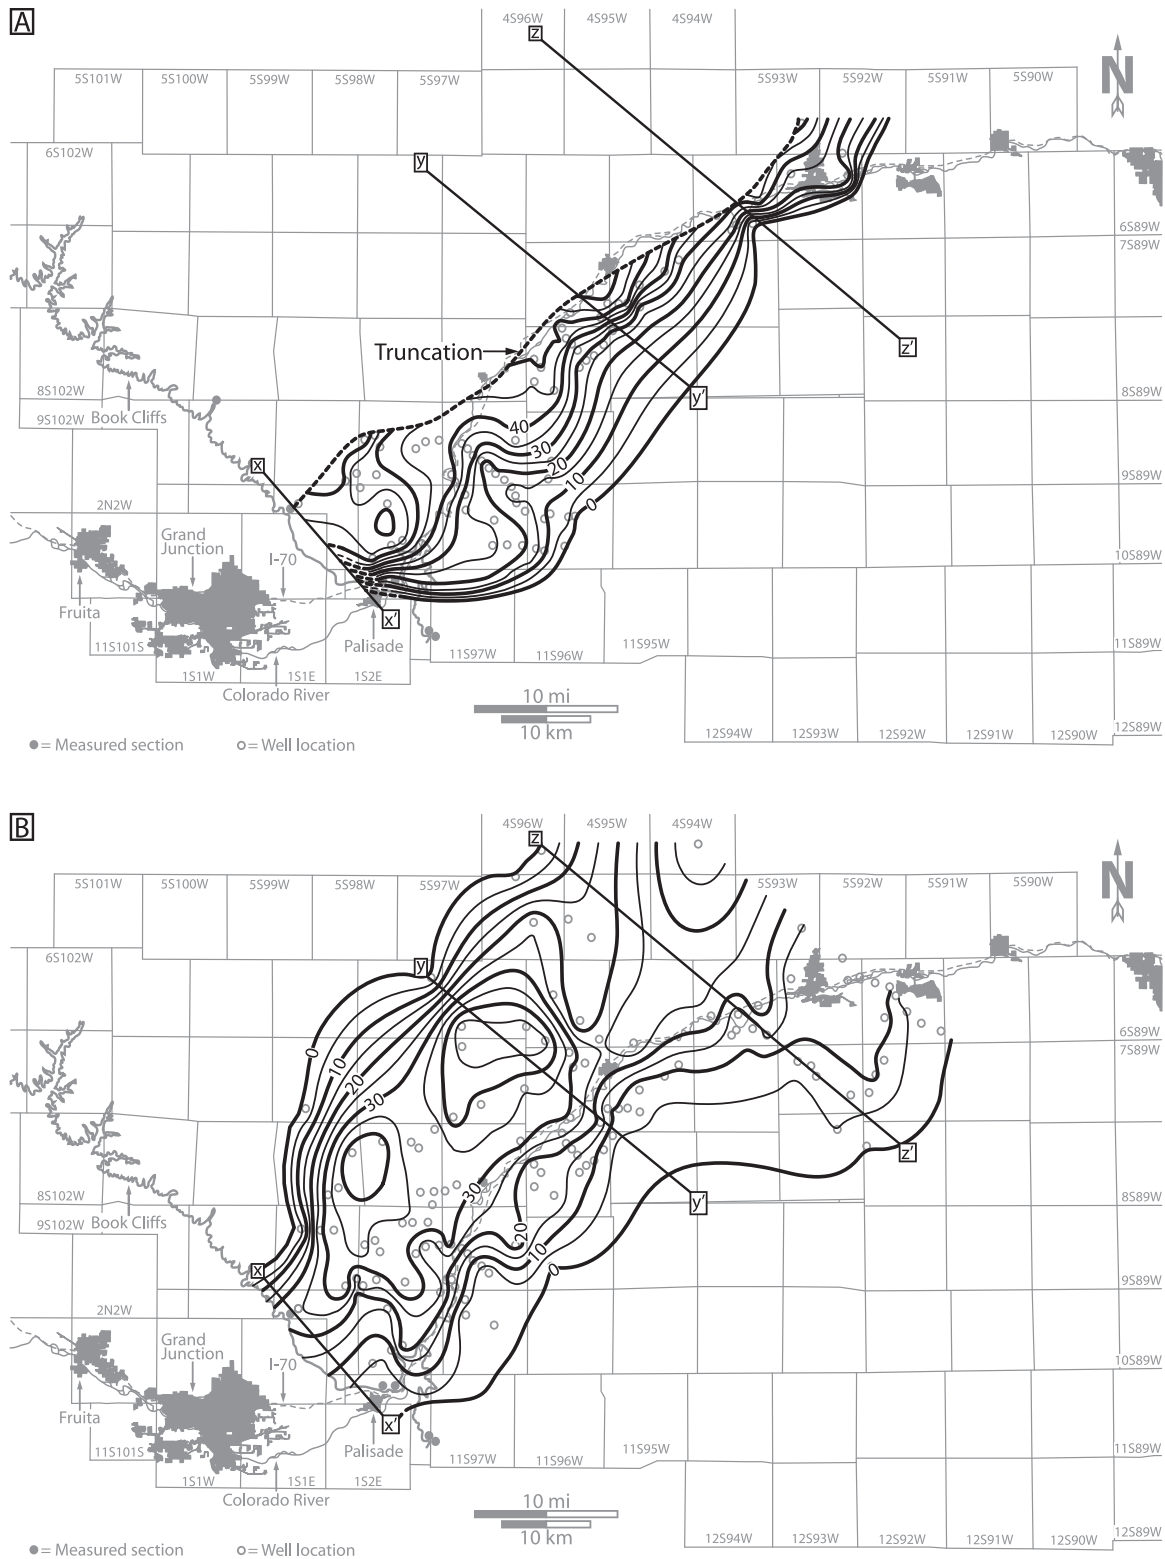 A
z
4S96W
4S95W
4S94W
5S101W
5S100W
5S99W
5S98W
5S97W
5S93W
5S92W
5S91W
5S90W
N
6S102W
y
6S89W
7S89W
Truncation
z'
8S102W
8S89W
9S102W
Book Cliffs
y'
40
30
20
10
0
x
9S89W
2N2W
Grand
Junction
I-70
10S89W
Fruita
x'
Palisade
11S101S
11S97W
11S96W
11S95W
11S89W
1S1W
1S1E
1S2E
Colorado River
10 mi
10 km
12S94W
12S93W
12S92W
12S91W
12S90W
12S89W
= Measured section
= Well location
B
z
4S96W
4S95W
4S94W
5S101W
5S100W
5S99W
5S98W
5S97W
5S93W
5S92W
5S91W
5S90W
N
6S102W
y
6S89W
7S89W
0
10
20
30
z'
8S102W
8S89W
9S102W
Book Cliffs
y'
30
20
10
0
x
9S89W
2N2W
Grand
Junction
I-70
10S89W
Fruita
x'
Palisade
11S101S
11S97W
11S96W
11S95W
11S89W
1S1W
1S1E
1S2E
Colorado River
10 mi
10 km
12S94W
12S93W
12S92W
12S91W
12S90W
12S89W
= Measured section
= Well location